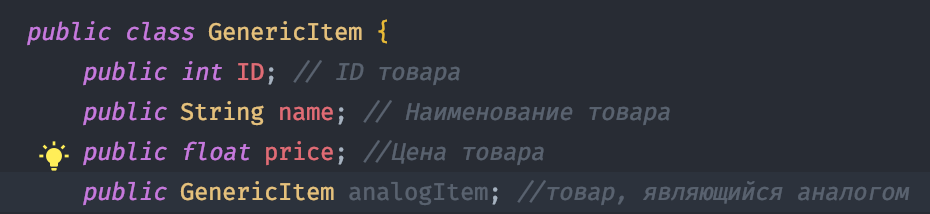 public class GenericItem {
public int ID; // ID товара
public String name; // Наименование товара
public float price; //Цена товара
public GenericItem analogItem; //товар, являющийся аналогом